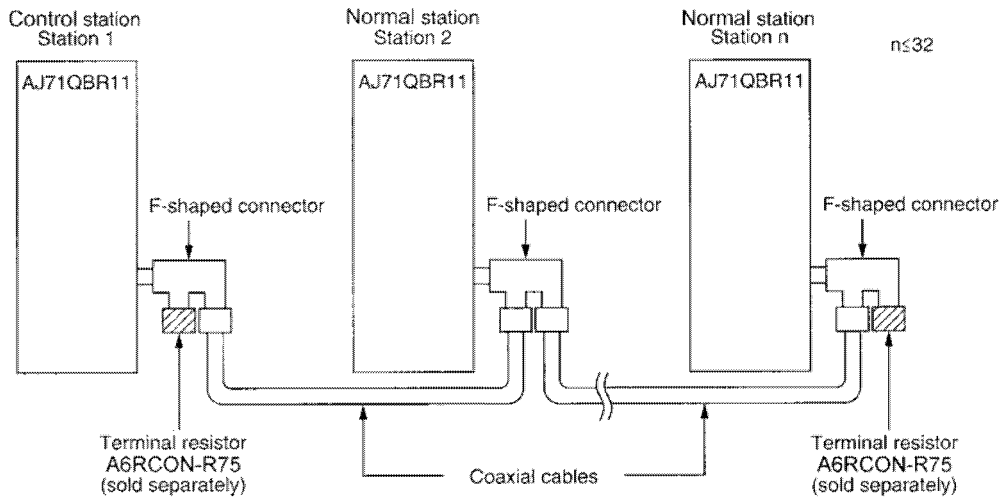 Control station
Station 1
Normal station
Station 2
Normal station
Station n
n≤32
AJ71QBR11
AJ71QBR11
AJ71QBR11
F-shaped connector
F-shaped connector
F-shaped connector
Terminal resistor
A6RCON-R75
(sold separately)
Coaxial cables
Terminal resistor
A6RCON-R75
(sold separately)